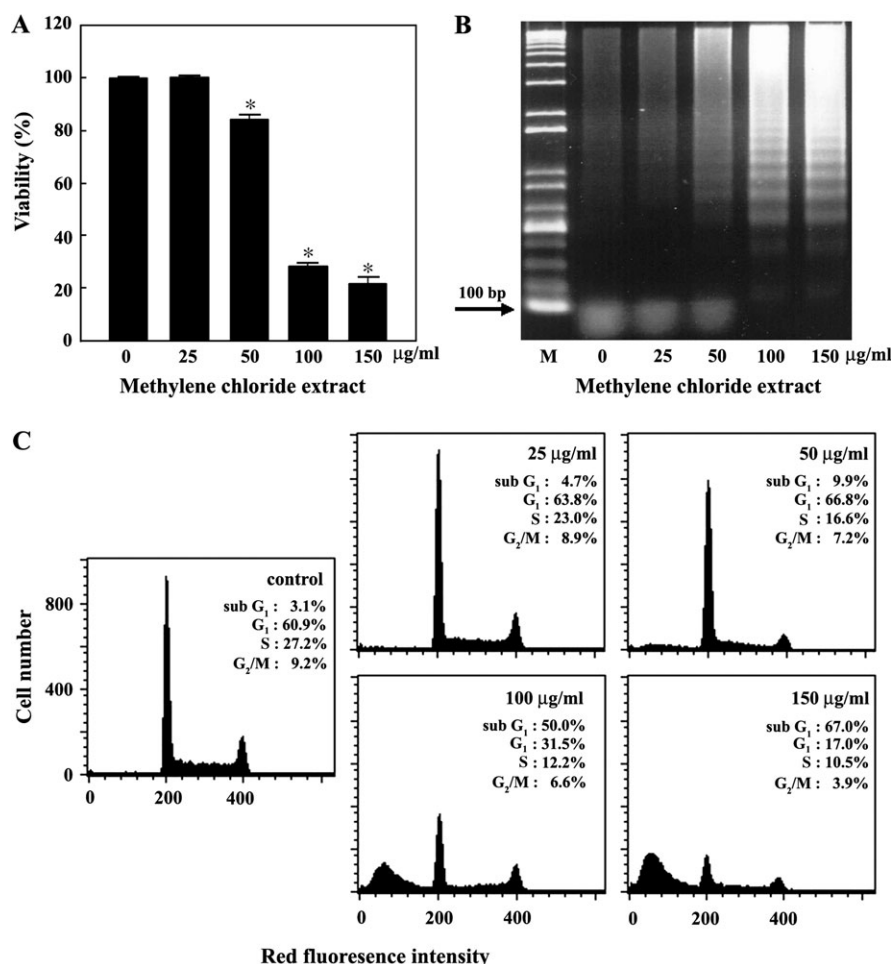 A
120
100
80
60
40
20
0
Viability (%)
*
*
*
0 25 50 100 150 µg/ml
Methylene chloride extract
B
100 bp
M 0 25 50 100 150 µg/ml
Methylene chloride extract
C
Cell number
800
400
0
control
sub G₁ : 3.1%
G₁ : 60.9%
S : 27.2%
G₂/M : 9.2%
0 200 400
25 µg/ml
sub G₁ : 4.7%
G₁ : 63.8%
S : 23.0%
G₂/M : 8.9%
50 µg/ml
sub G₁ : 9.9%
G₁ : 66.8%
S : 16.6%
G₂/M : 7.2%
100 µg/ml
sub G₁ : 50.0%
G₁ : 31.5%
S : 12.2%
G₂/M : 6.6%
0 200 400
150 µg/ml
sub G₁ : 67.0%
G₁ : 17.0%
S : 10.5%
G₂/M : 3.9%
0 200 400
Red fluoresence intensity